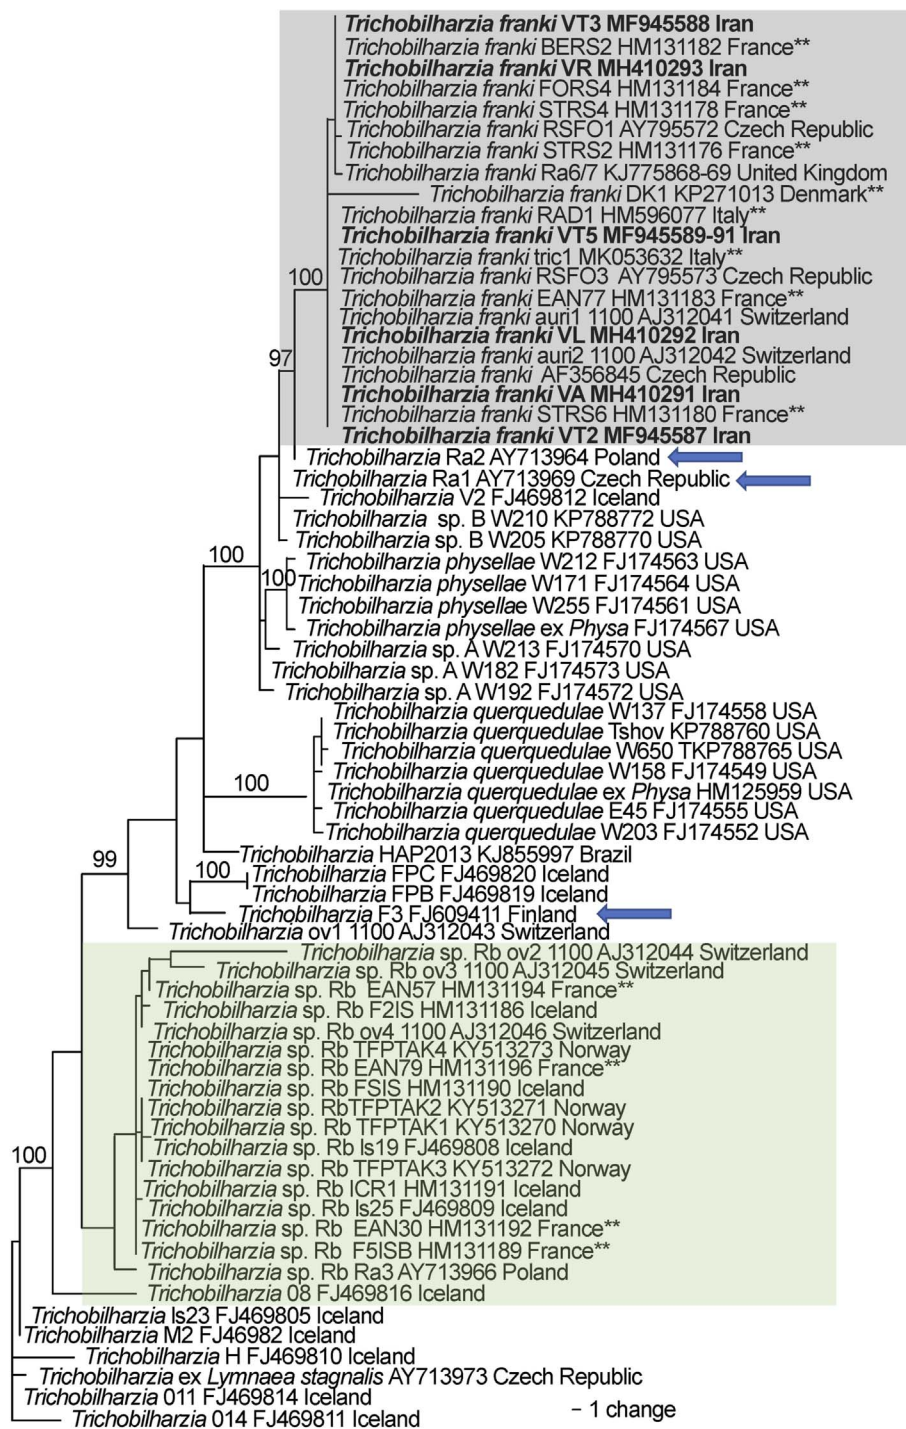 Trichobilharzia franki VT3 MF945588 Iran
Trichobilharzia franki BERS2 HM131182 France**
Trichobilharzia franki VR MH410293 Iran
Trichobilharzia franki FORS4 HM131184 France**
Trichobilharzia franki STRS4 HM131178 France**
Trichobilharzia franki RSFO1 AY795572 Czech Republic
Trichobilharzia franki STRS2 HM131176 France**
Trichobilharzia franki Ra6/7 KJ775868-69 United Kingdom
Trichobilharzia franki DK1 KP271013 Denmark**
Trichobilharzia franki RAD1 HM596077 Italy**
Trichobilharzia franki VT5 MF945589-91 Iran
Trichobilharzia franki tric1 MK053632 Italy**
100
Trichobilharzia franki RSFO3 AY795573 Czech Republic
Trichobilharzia franki EAN77 HM131183 France**
Trichobilharzia franki auri1 1100 AJ312041 Switzerland
Trichobilharzia franki VL MH410292 Iran
97
Trichobilharzia franki auri2 1100 AJ312042 Switzerland
Trichobilharzia franki AF356845 Czech Republic
Trichobilharzia franki VA MH410291 Iran
Trichobilharzia franki STRS6 HM131180 France**
Trichobilharzia franki VT2 MF945587 Iran
Trichobilharzia Ra2 AY713964 Poland
Trichobilharzia Ra1 AY713969 Czech Republic
Trichobilharzia V2 FJ469812 Iceland
Trichobilharzia sp. B W210 KP788772 USA
Trichobilharzia sp. B W205 KP788770 USA
100
Trichobilharzia physellae W212 FJ174563 USA
100
Trichobilharzia physellae W171 FJ174564 USA
Trichobilharzia physellae W255 FJ174561 USA
Trichobilharzia physellae ex Physa FJ174567 USA
Trichobilharzia sp. A W213 FJ174570 USA
Trichobilharzia sp. A W182 FJ174573 USA
Trichobilharzia sp. A W192 FJ174572 USA
Trichobilharzia querquedulae W137 FJ174558 USA
Trichobilharzia querquedulae Tshov KP788760 USA
Trichobilharzia querquedulae W650 TKP788765 USA
Trichobilharzia querquedulae W158 FJ174549 USA
100
Trichobilharzia querquedulae ex Physa HM125959 USA
Trichobilharzia querquedulae E45 FJ174555 USA
Trichobilharzia querquedulae W203 FJ174552 USA
Trichobilharzia HAP2013 KJ855997 Brazil
99
100
Trichobilharzia FPC FJ469820 Iceland
Trichobilharzia FPB FJ469819 Iceland
Trichobilharzia F3 FJ609411 Finland
Trichobilharzia ov1 1100 AJ312043 Switzerland
Trichobilharzia sp. Rb ov2 1100 AJ312044 Switzerland
Trichobilharzia sp. Rb ov3 1100 AJ312045 Switzerland
Trichobilharzia sp. Rb EAN57 HM131194 France**
Trichobilharzia sp. Rb F2IS HM131186 Iceland
Trichobilharzia sp. Rb ov4 1100 AJ312046 Switzerland
Trichobilharzia sp. Rb TFPTAK4 KY513273 Norway
Trichobilharzia sp. Rb EAN79 HM131196 France**
Trichobilharzia sp. Rb FSIS HM131190 Iceland
Trichobilharzia sp. RbTFPTAK2 KY513271 Norway
Trichobilharzia sp. Rb TFPTAK1 KY513270 Norway
Trichobilharzia sp. Rb Is19 FJ469808 Iceland
100
Trichobilharzia sp. Rb TFPTAK3 KY513272 Norway
Trichobilharzia sp. Rb ICR1 HM131191 Iceland
Trichobilharzia sp. Rb Is25 FJ469809 Iceland
Trichobilharzia sp. Rb EAN30 HM131192 France**
Trichobilharzia sp. Rb F5ISB HM131189 France**
Trichobilharzia sp. Rb Ra3 AY713966 Poland
Trichobilharzia 08 FJ469816 Iceland
Trichobilharzia Is23 FJ469805 Iceland
Trichobilharzia M2 FJ46982 Iceland
Trichobilharzia H FJ469810 Iceland
Trichobilharzia ex Lymnaea stagnalis AY713973 Czech Republic
Trichobilharzia 011 FJ469814 Iceland
Trichobilharzia 014 FJ469811 Iceland
– 1 change